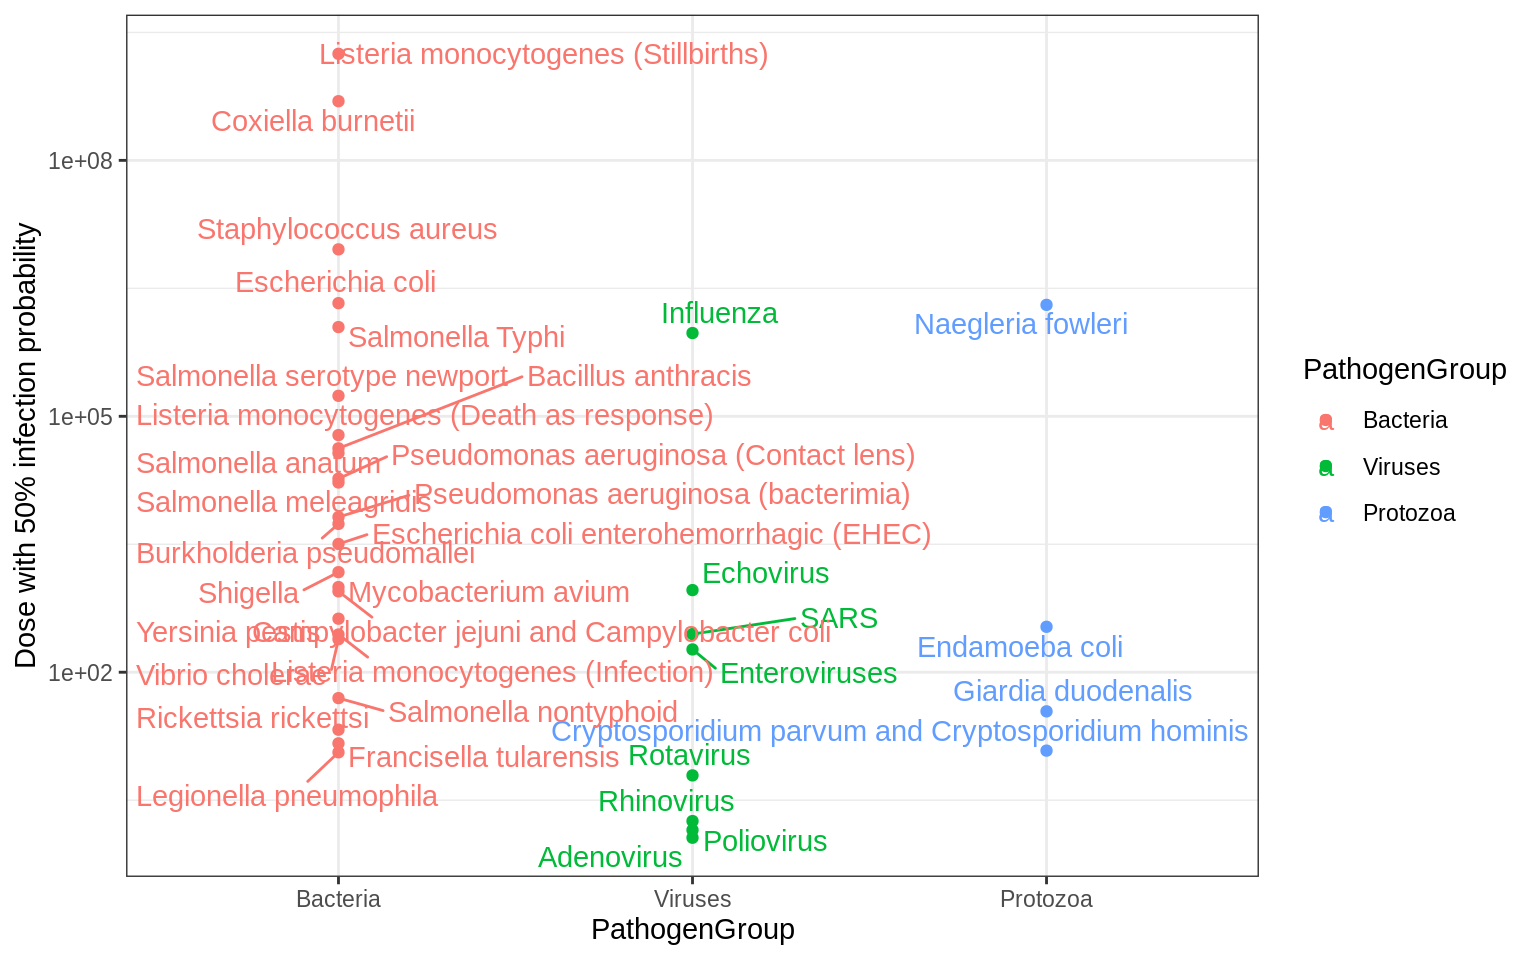 Listeria monocytogenes (Stillbirths)
Coxiella burnetii
1e+08
Staphylococcus aureus
Escherichia coli
Influenza
Naegleria fowleri
Salmonella Typhi
Salmonella serotype newport
Bacillus anthracis
PathogenGroup
1e+05
Listeria monocytogenes (Death as response)
a Bacteria
Salmonella anatum
Pseudomonas aeruginosa (Contact lens)
a Viruses
Salmonella meleagridis
Pseudomonas aeruginosa (bacterimia)
a Protozoa
Escherichia coli enterohemorrhagic (EHEC)
Burkholderia pseudomallei
Echovirus
Shigella
Mycobacterium avium
SARS
Yersinia pestis
Campylobacter jejuni and Campylobacter coli
Endamoeba coli
1e+02
Vibrio cholerae
Listeria monocytogenes (Infection)
Enteroviruses
Giardia duodenalis
Rickettsia rickettsi
Salmonella nontyphoid
Cryptosporidium parvum and Cryptosporidium hominis
Francisella tularensis
Rotavirus
Legionella pneumophila
Rhinovirus
Poliovirus
Adenovirus
Bacteria
Viruses
Protozoa
PathogenGroup
Dose with 50% infection probability